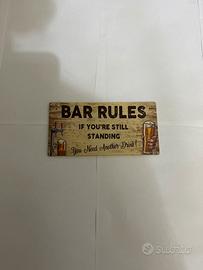 BAR RULES
IF YOU'RE STILL
STANDING
You Need Another Drink!
Subito.it